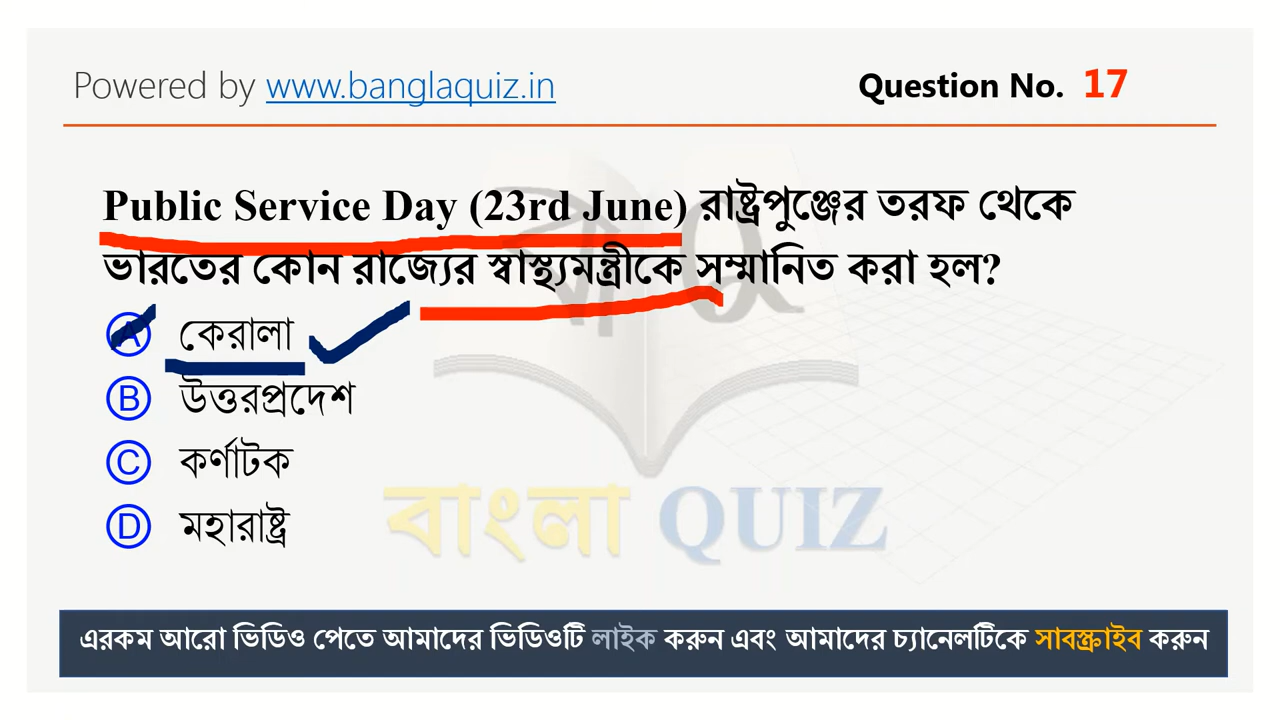 Powered by www.banglaquiz.in
Question No. 17
Public Service Day (23rd June) রাষ্ট্রপুঞ্জের তরফ থেকে
ভারতের কোন রাজ্যের স্বাস্থ্যমন্ত্রীকে সম্মানিত করা হল?
Ⓐ কেরালা
Ⓑ উত্তরপ্রদেশ
Ⓒ কর্ণাটক
Ⓓ মহারাষ্ট্র
বাংলা QUIZ
এরকম আরো ভিডিও পেতে আমাদের ভিডিওটি লাইক করুন এবং আমাদের চ্যানেলটিকে সাবস্ক্রাইব করুন